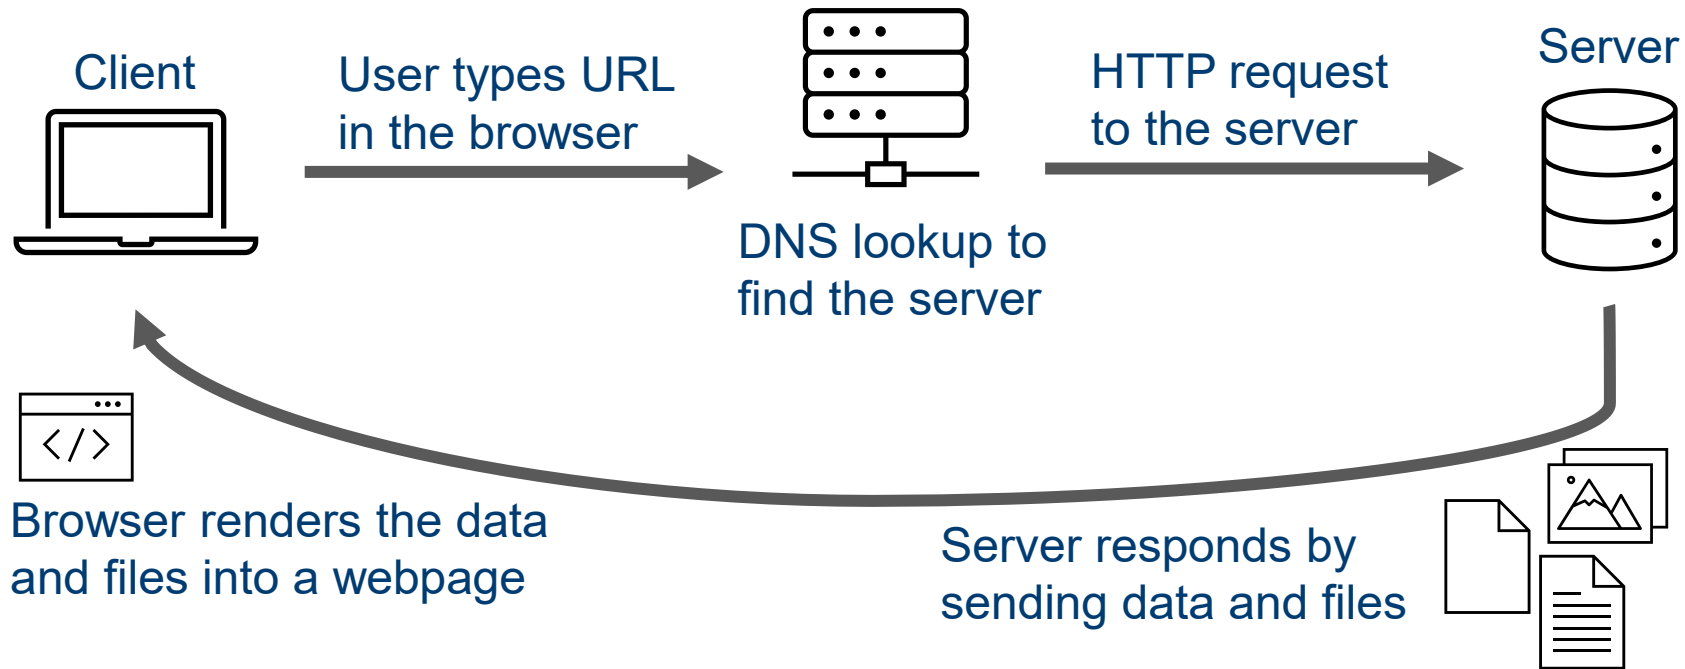 Client
User types URL
in the browser
DNS lookup to
find the server
HTTP request
to the server
Server
Server responds by
sending data and files
</>
Browser renders the data
and files into a webpage